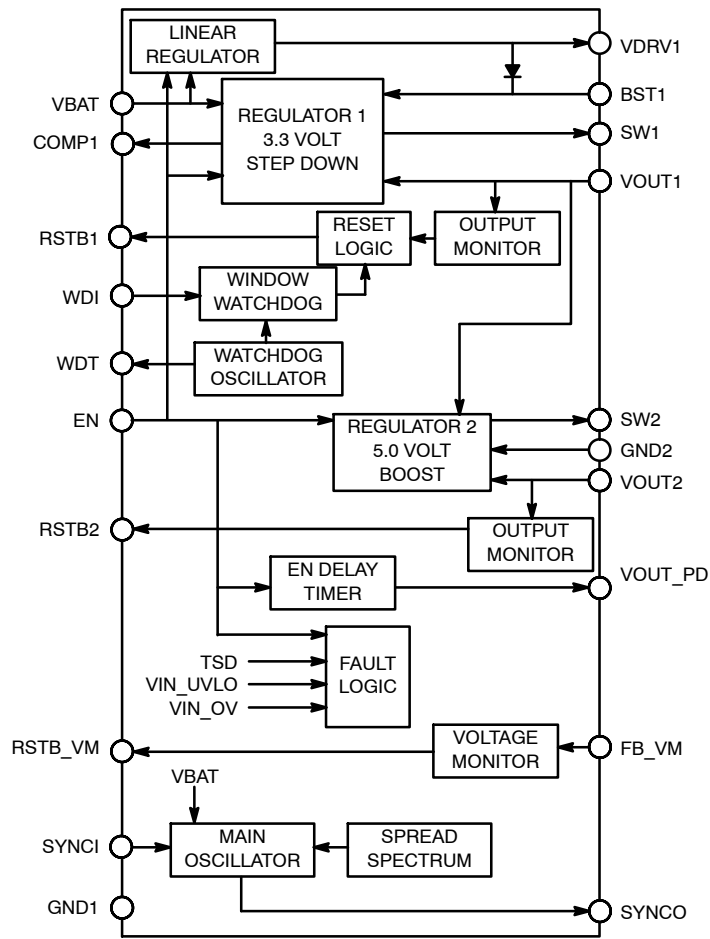 LINEAR
REGULATOR
VDRV1
VBAT
BST1
REGULATOR 1
3.3 VOLT
STEP DOWN
COMP1
SW1
VOUT1
RSTB1
RESET
LOGIC
OUTPUT
MONITOR
WDI
WINDOW
WATCHDOG
WDT
WATCHDOG
OSCILLATOR
EN
REGULATOR 2
5.0 VOLT
BOOST
SW2
GND2
VOUT2
RSTB2
OUTPUT
MONITOR
EN DELAY
TIMER
VOUT_PD
TSD
VIN_UVLO
VIN_OV
FAULT
LOGIC
RSTB_VM
VOLTAGE
MONITOR
FB_VM
VBAT
SYNCI
MAIN
OSCILLATOR
SPREAD
SPECTRUM
GND1
SYNCO